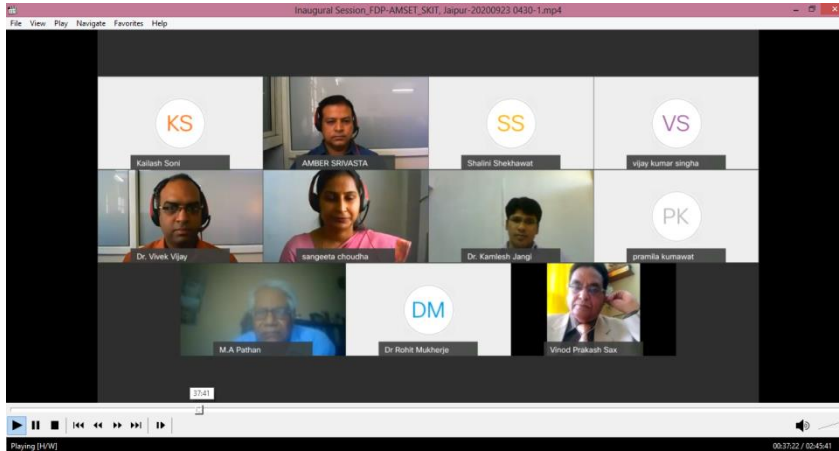 Inaugural Session_FDP-AMSET_SKIT, Jaipur-20200923 0430-1.mp4
File View Play Navigate Favorites Help
KS
SS
VS
Kailash Soni
AMBER SRIVASTA
Shalini Shekhawat
vijay kumar singha
PK
Dr. Vivek Vijay
sangeeta choudha
Dr. Kamlesh Jangi
pramila kumawat
DM
M.A Pathan
Dr Rohit Mukherje
Vinod Prakash Sax
37:41
Playing [H/W]
00:37:22 / 02:45:41